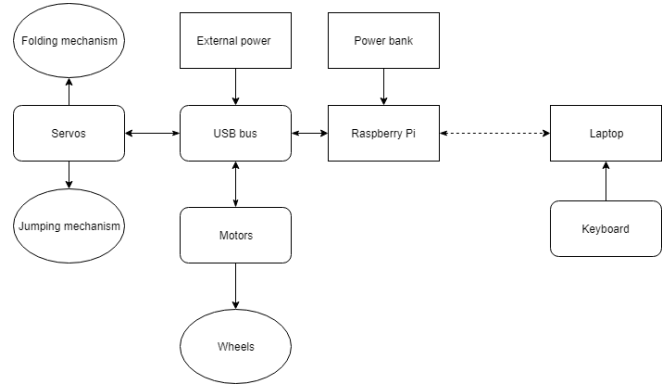 Folding mechanism
External power
Power bank
Servos
USB bus
Raspberry Pi
Laptop
Jumping mechanism
Motors
Keyboard
Wheels